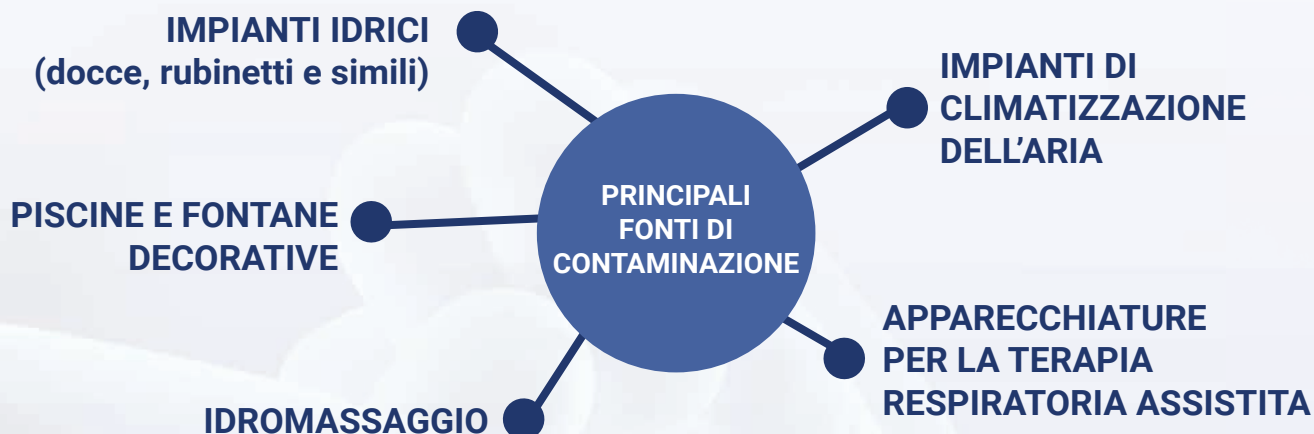 IMPIANTI IDRICI
(docce, rubinetti e simili)
IMPIANTI DI
CLIMATIZZAZIONE
DELL'ARIA
PRINCIPALI
FONTI DI
CONTAMINAZIONE
PISCINE E FONTANE
DECORATIVE
APPARECCHIATURE
PER LA TERAPIA
RESPIRATORIA ASSISTITA
IDROMASSAGGIO